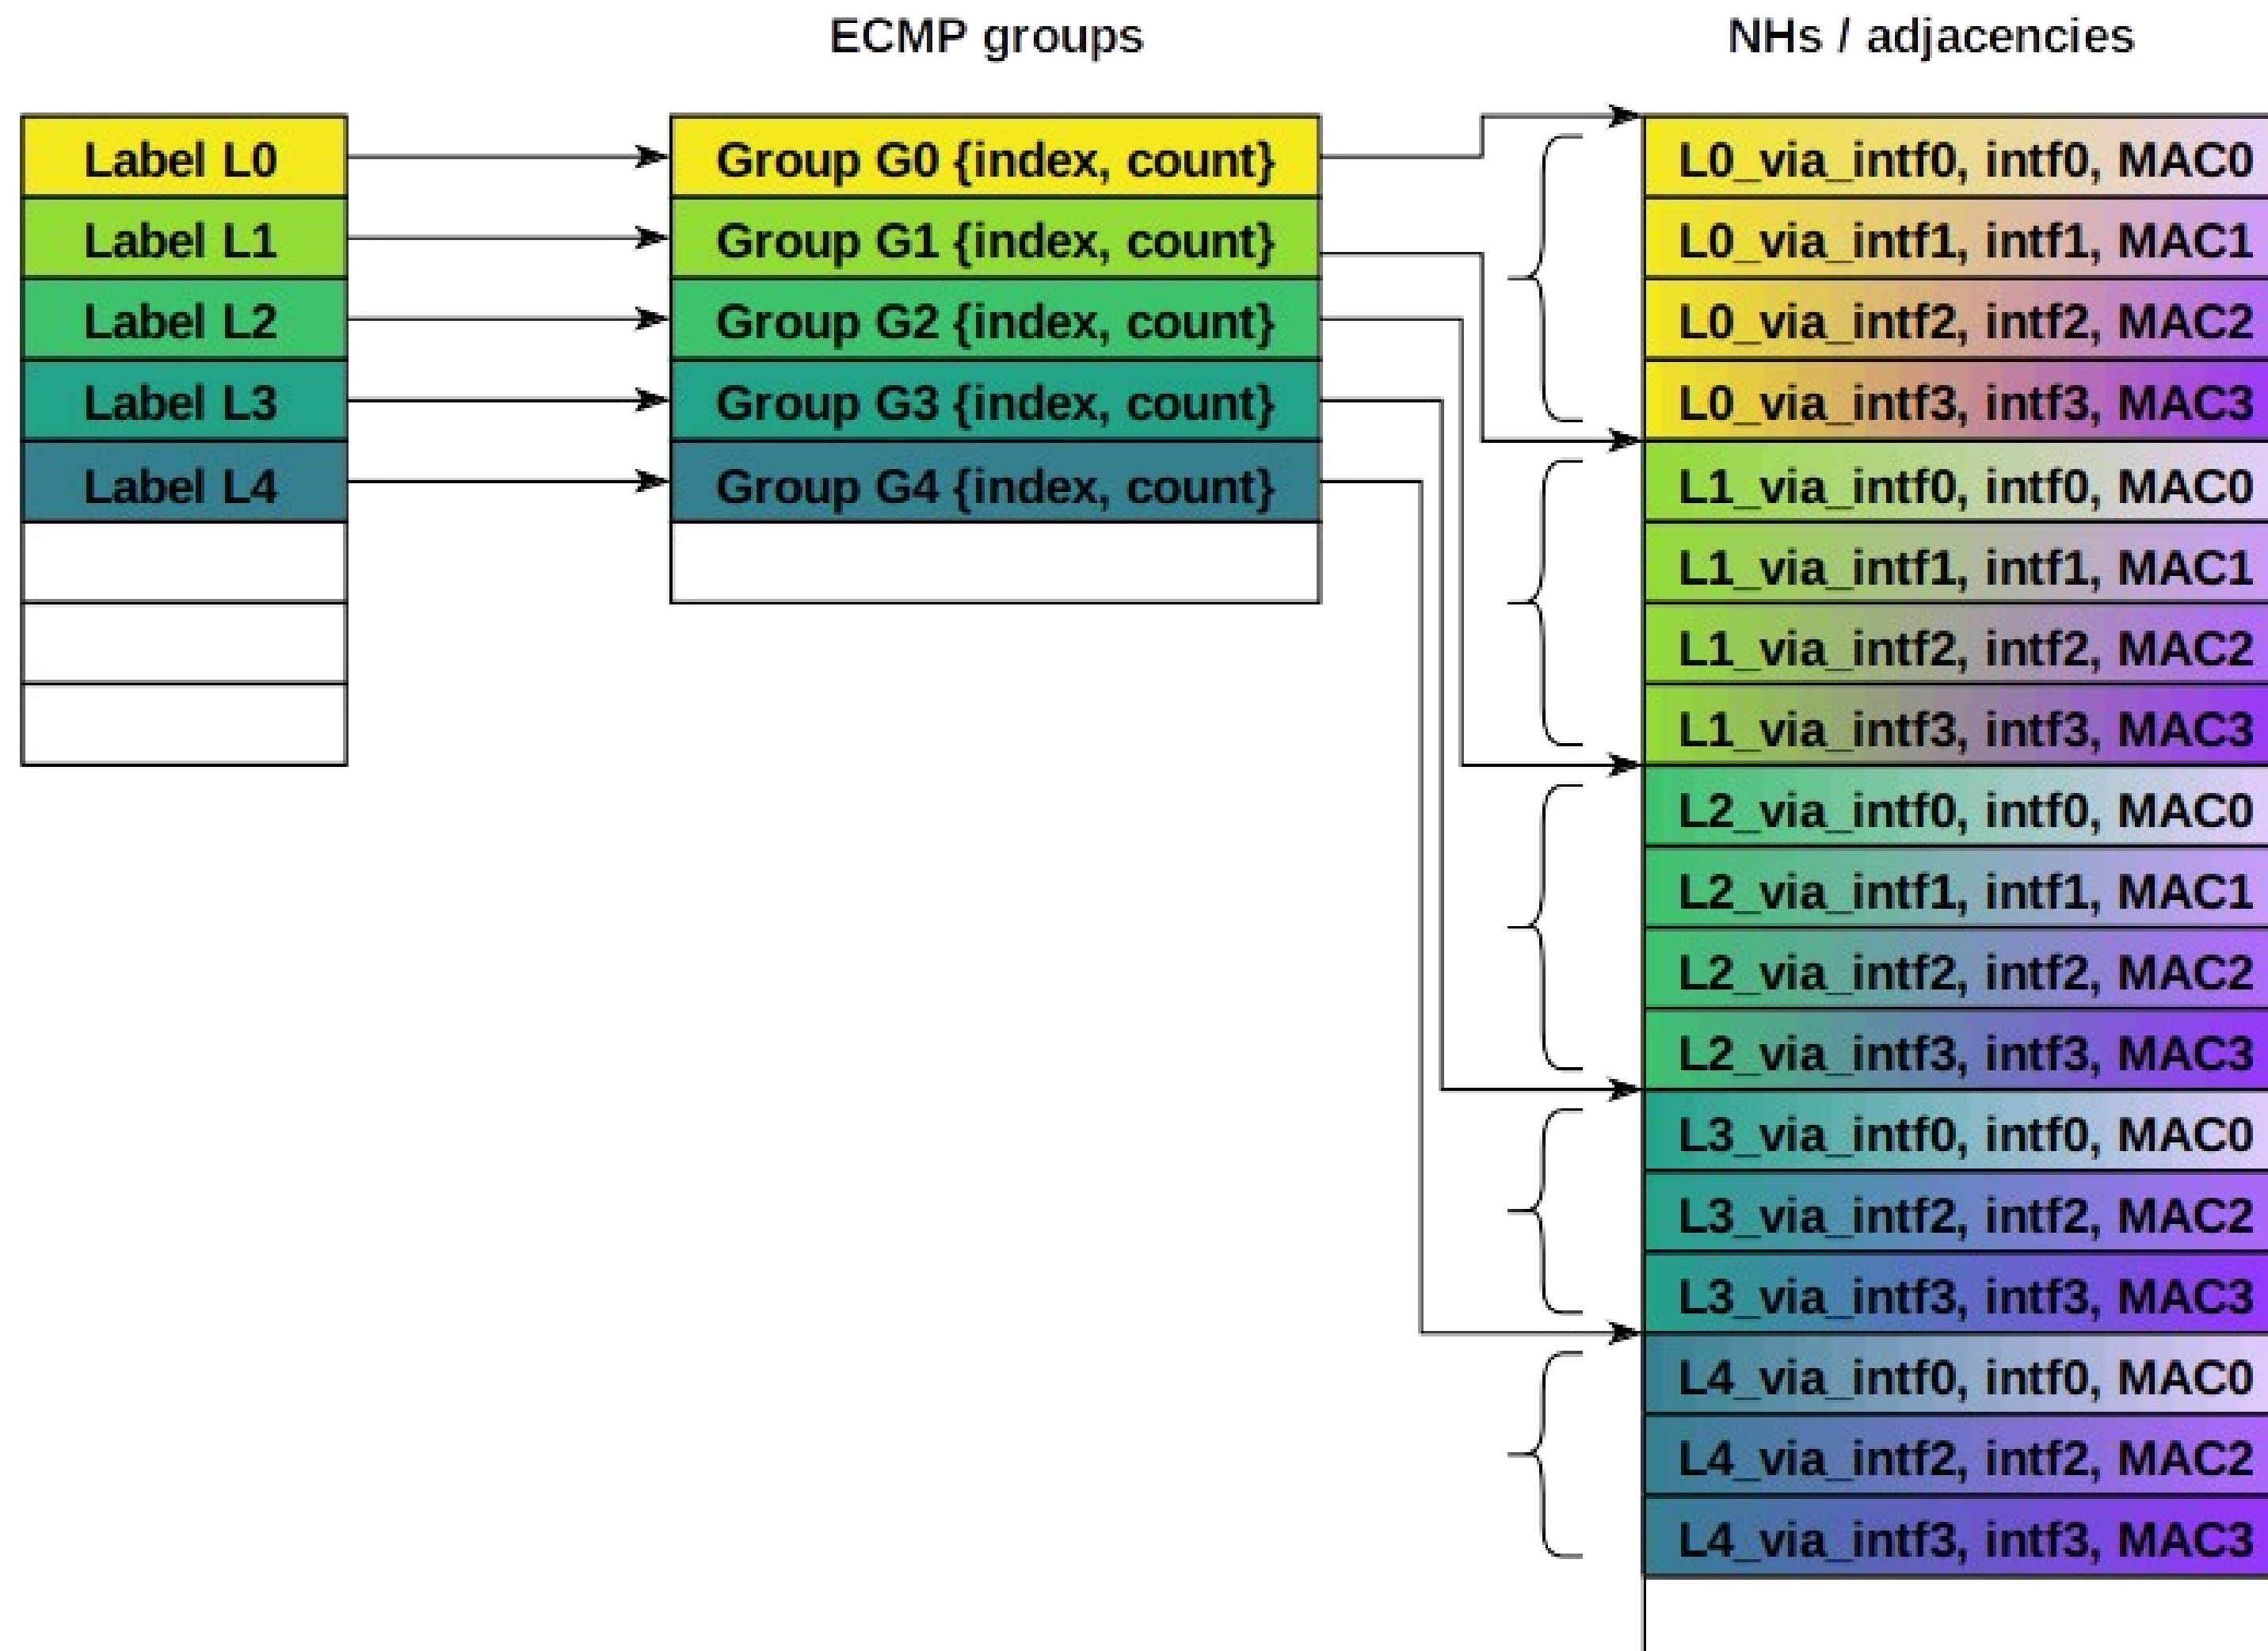 ECMP groups
NHs / adjacencies
Label L0
Label L1
Label L2
Label L3
Label L4
Group G0 {index, count}
Group G1 {index, count}
Group G2 {index, count}
Group G3 {index, count}
Group G4 {index, count}
L0_via_intf0, intf0, MAC0
L0_via_intf1, intf1, MAC1
L0_via_intf2, intf2, MAC2
L0_via_intf3, intf3, MAC3
L1_via_intf0, intf0, MAC0
L1_via_intf1, intf1, MAC1
L1_via_intf2, intf2, MAC2
L1_via_intf3, intf3, MAC3
L2_via_intf0, intf0, MAC0
L2_via_intf1, intf1, MAC1
L2_via_intf2, intf2, MAC2
L2_via_intf3, intf3, MAC3
L3_via_intf0, intf0, MAC0
L3_via_intf2, intf2, MAC2
L3_via_intf3, intf3, MAC3
L4_via_intf0, intf0, MAC0
L4_via_intf2, intf2, MAC2
L4_via_intf3, intf3, MAC3